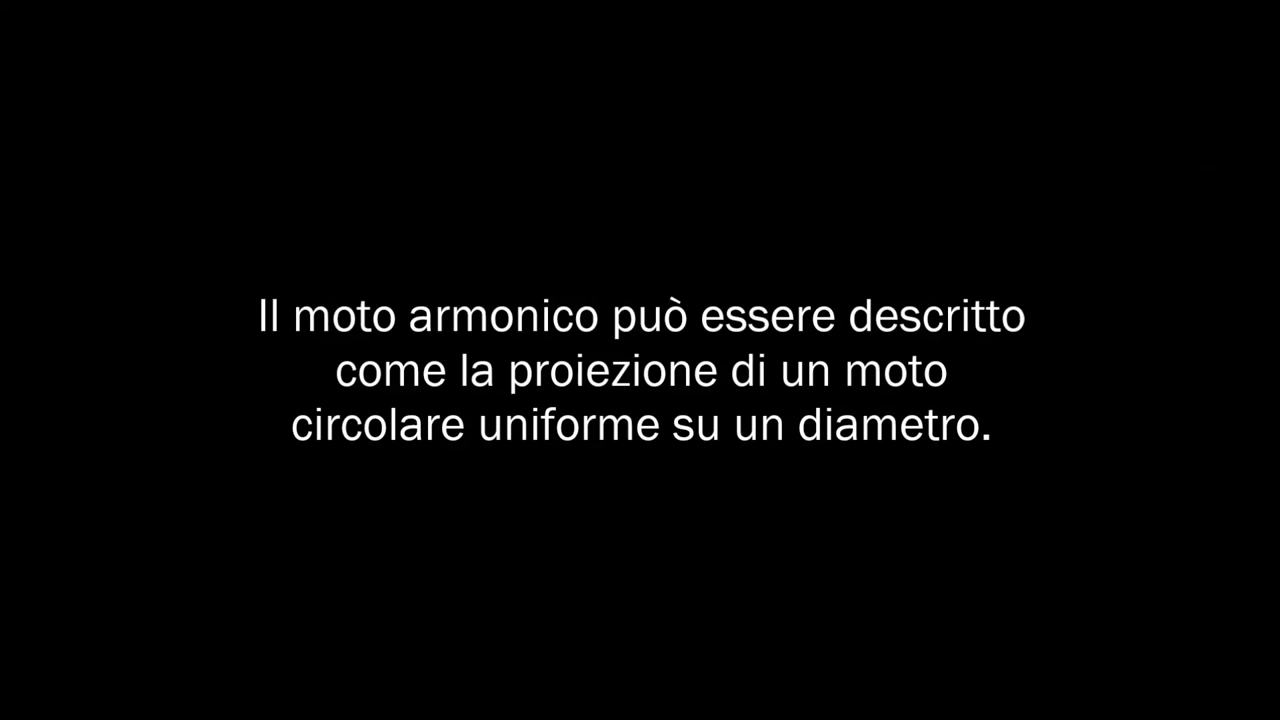 Il moto armonico può essere descritto
come la proiezione di un moto
circolare uniforme su un diametro.